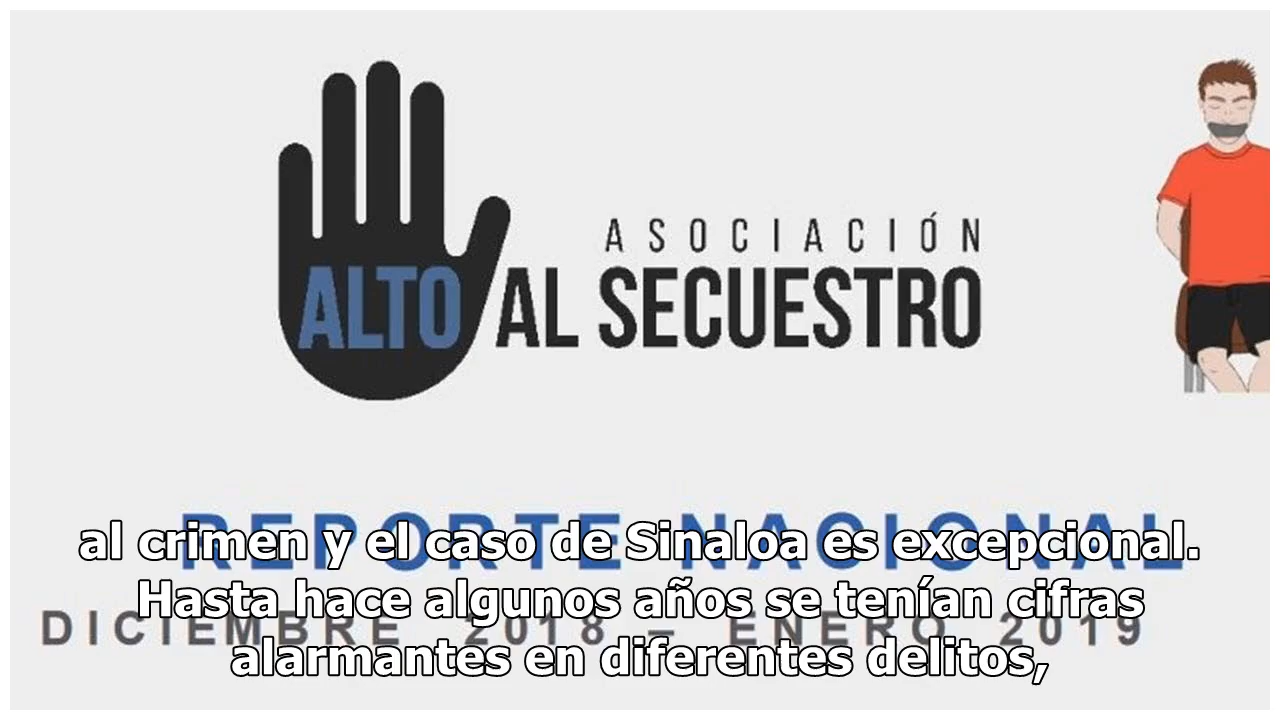 ASOCIACIÓN
ALTO AL SECUESTRO
REPORTE NACIONAL
DICIEMBRE 2018 – ENERO 2019
al crimen y el caso de Sinaloa es excepcional.
Hasta hace algunos años se tenían cifras
alarmantes en diferentes delitos,